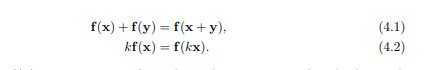 f(x) + f(y) = f(x + y), (4.1)
kf(x) = f(kx). (4.2)